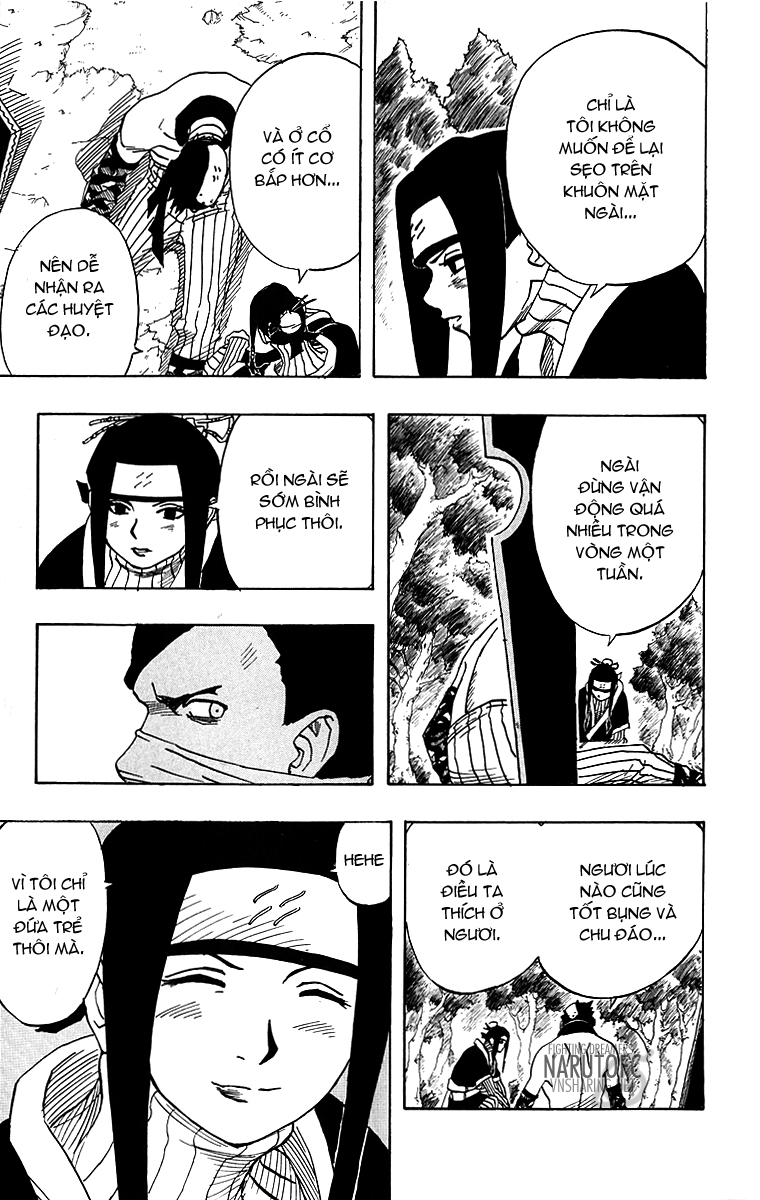 CHỈ LÀ
TÔI KHÔNG
MUỐN ĐỂ LẠI
SẸO TRÊN
KHUÔN MẶT
NGÀI...
VÀ Ở CỔ
CÓ ÍT CƠ
BẮP HƠN...
NÊN DỄ
NHẬN RA
CÁC HUYỆT
ĐẠO.
NGÀI
ĐỪNG VẬN
ĐỘNG QUÁ
NHIỀU TRONG
VÒNG MỘT
TUẦN.
RỒI NGÀI SẼ
SỚM BÌNH
PHỤC THÔI.
NGƯƠI LÚC
NÀO CŨNG
TỐT BỤNG VÀ
CHU ĐÁO...
ĐÓ LÀ
ĐIỀU TA
THÍCH Ở
NGƯƠI.
HEHE
VÌ TÔI CHỈ
LÀ MỘT
ĐỨA TRẺ
THÔI MÀ.
FIGHTING DREAMER